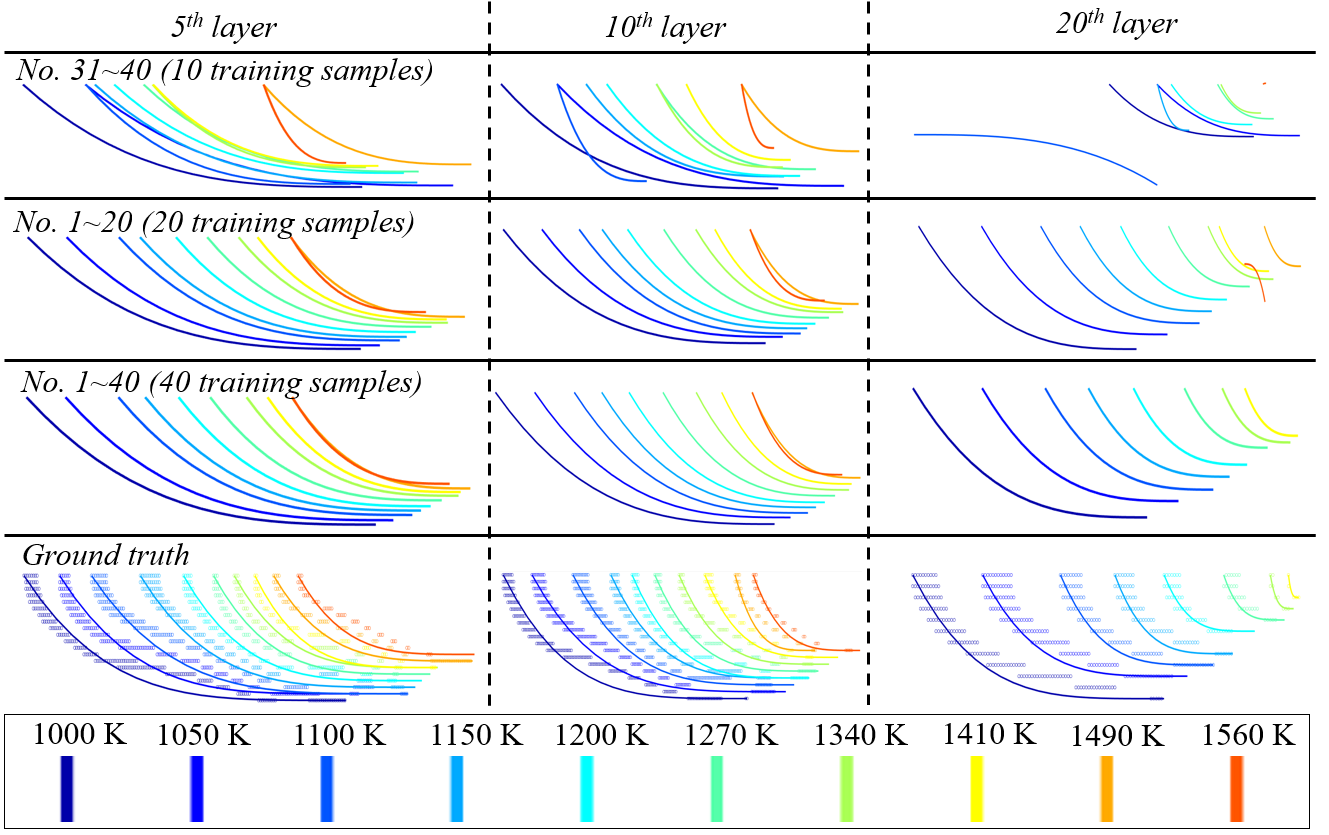 5th layer 10th layer 20th layer
No. 31~40 (10 training samples)
No. 1~20 (20 training samples)
No. 1~40 (40 training samples)
Ground truth
1000 K 1050 K 1100 K 1150 K 1200 K 1270 K 1340 K 1410 K 1490 K 1560 K